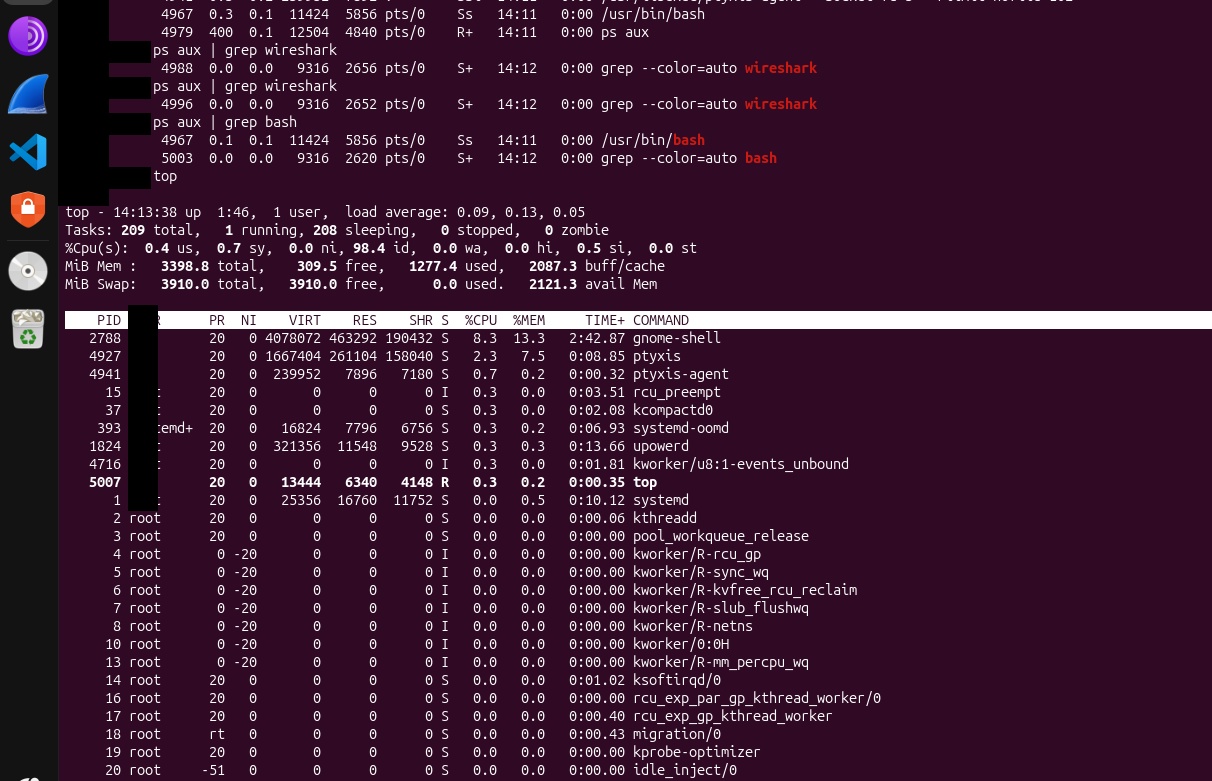 4967 0.3 0.1 11424 5856 pts/0 Ss 14:11 0:00 /usr/bin/bash
4979 400 0.1 12504 4840 pts/0 R+ 14:11 0:00 ps aux
ps aux | grep wireshark
4988 0.0 0.0 9316 2656 pts/0 S+ 14:12 0:00 grep --color=auto wireshark
ps aux | grep wireshark
4996 0.0 0.0 9316 2652 pts/0 S+ 14:12 0:00 grep --color=auto wireshark
ps aux | grep bash
4967 0.1 0.1 11424 5856 pts/0 Ss 14:11 0:00 /usr/bin/bash
5003 0.0 0.0 9316 2620 pts/0 S+ 14:12 0:00 grep --color=auto bash
top
top - 14:13:38 up 1:46, 1 user, load average: 0.09, 0.13, 0.05
Tasks: 209 total, 1 running, 208 sleeping, 0 stopped, 0 zombie
%Cpu(s): 0.4 us, 0.7 sy, 0.0 ni, 98.4 id, 0.0 wa, 0.0 hi, 0.5 si, 0.0 st
MiB Mem : 3398.8 total, 309.5 free, 1277.4 used, 2087.3 buff/cache
MiB Swap: 3910.0 total, 3910.0 free, 0.0 used. 2121.3 avail Mem
PID R PR NI VIRT RES SHR S %CPU %MEM TIME+ COMMAND
2788 20 0 4078072 463292 190432 S 8.3 13.3 2:42.87 gnome-shell
4927 20 0 1667404 261104 158040 S 2.3 7.5 0:08.85 ptyxis
4941 20 0 239952 7896 7180 S 0.7 0.2 0:00.32 ptyxis-agent
15 t 20 0 0 0 0 I 0.3 0.0 0:03.51 rcu_preempt
37 t 20 0 0 0 0 S 0.3 0.0 0:02.08 kcompactd0
393 temd+ 20 0 16824 7796 6756 S 0.3 0.2 0:06.93 systemd-oomd
1824 t 20 0 321356 11548 9528 S 0.3 0.3 0:13.66 upowerd
4716 t 20 0 0 0 0 I 0.3 0.0 0:01.81 kworker/u8:1-events_unbound
5007 20 0 13444 6340 4148 R 0.3 0.2 0:00.35 top
1 t 20 0 25356 16760 11752 S 0.0 0.5 0:10.12 systemd
2 root 20 0 0 0 0 S 0.0 0.0 0:00.06 kthreadd
3 root 20 0 0 0 0 S 0.0 0.0 0:00.00 pool_workqueue_release
4 root 0 -20 0 0 0 I 0.0 0.0 0:00.00 kworker/R-rcu_gp
5 root 0 -20 0 0 0 I 0.0 0.0 0:00.00 kworker/R-sync_wq
6 root 0 -20 0 0 0 I 0.0 0.0 0:00.00 kworker/R-kvfree_rcu_reclaim
7 root 0 -20 0 0 0 I 0.0 0.0 0:00.00 kworker/R-slub_flushwq
8 root 0 -20 0 0 0 I 0.0 0.0 0:00.00 kworker/R-netns
10 root 0 -20 0 0 0 I 0.0 0.0 0:00.00 kworker/0:0H
13 root 0 -20 0 0 0 I 0.0 0.0 0:00.00 kworker/R-mm_percpu_wq
14 root 20 0 0 0 0 S 0.0 0.0 0:01.02 ksoftirqd/0
16 root 20 0 0 0 0 S 0.0 0.0 0:00.00 rcu_exp_par_gp_kthread_worker/0
17 root 20 0 0 0 0 S 0.0 0.0 0:00.40 rcu_exp_gp_kthread_worker
18 root rt 0 0 0 0 S 0.0 0.0 0:00.43 migration/0
19 root 20 0 0 0 0 S 0.0 0.0 0:00.00 kprobe-optimizer
20 root -51 0 0 0 0 S 0.0 0.0 0:00.00 idle_inject/0